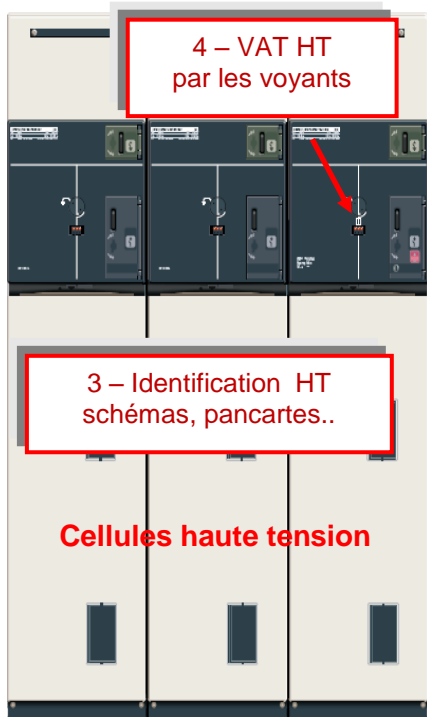 4 – VAT HT
par les voyants
3 – Identification HT
schémas, pancartes..
Cellules haute tension